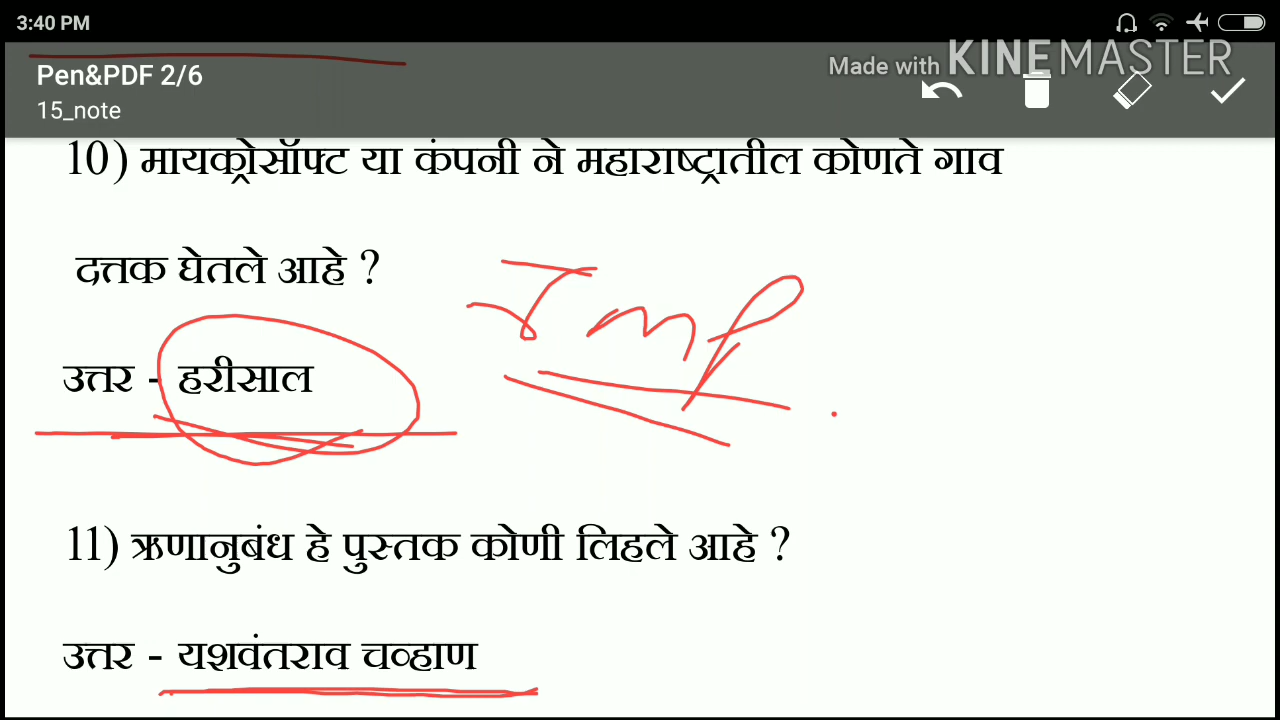 3:40 PM
Made with KINEMASTER
Pen&PDF 2/6
15_note
10) मायक्रोसॉफ्ट या कंपनी ने महाराष्ट्रातील कोणते गाव
दत्तक घेतले आहे ?
Imp
उत्तर - हरीसाल
11) ऋणानुबंध हे पुस्तक कोणी लिहले आहे ?
उत्तर - यशवंतराव चव्हाण